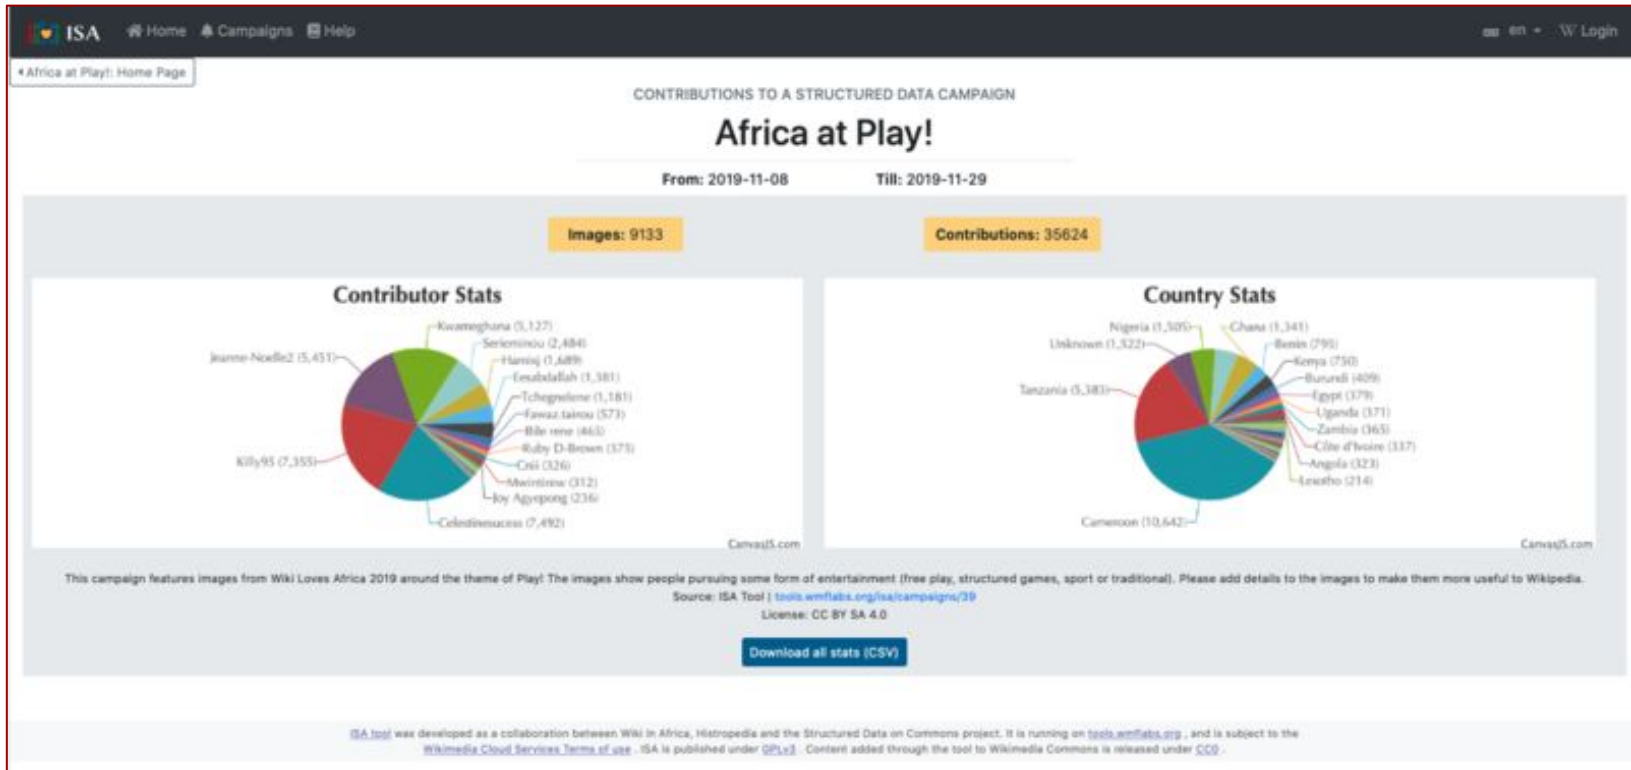 ISA Home Campaigns Help en Login
Africa at Play!: Home Page
CONTRIBUTIONS TO A STRUCTURED DATA CAMPAIGN
Africa at Play!
From: 2019-11-08 Till: 2019-11-29
Images: 9133 Contributions: 35624
Contributor Stats
Kwameghana (5,127)
Serieminou (2,484)
Jeanne-Noelle2 (5,451)
Hamisj (1,689)
Eesabdallah (1,381)
Tchegnelene (1,181)
Fawaz.tairou (573)
Bile rene (463)
Ruby D-Brown (373)
Killy95 (7,355)
Cnii (326)
Mwintirew (312)
Joy Agyepong (236)
Celestinesucess (7,492)
CanvasJS.com
Country Stats
Nigeria (1,505)
Ghana (1,341)
Unknown (1,522)
Benin (795)
Kenya (750)
Burundi (409)
Tanzania (5,383)
Egypt (379)
Uganda (371)
Zambia (365)
Côte d'Ivoire (337)
Angola (323)
Lesotho (214)
Cameroon (10,642)
CanvasJS.com
This campaign features images from Wiki Loves Africa 2019 around the theme of Play! The images show people pursuing some form of entertainment (free play, structured games, sport or traditional). Please add details to the images to make them more useful to Wikipedia.
Source: ISA Tool | tools.wmflabs.org/isa/campaigns/39
License: CC BY SA 4.0
Download all stats (CSV)
ISA tool was developed as a collaboration between Wiki In Africa, Histropedia and the Structured Data on Commons project. It is running on tools.wmflabs.org , and is subject to the
Wikimedia Cloud Services Terms of use . ISA is published under GPLv3 . Content added through the tool to Wikimedia Commons is released under CC0 .